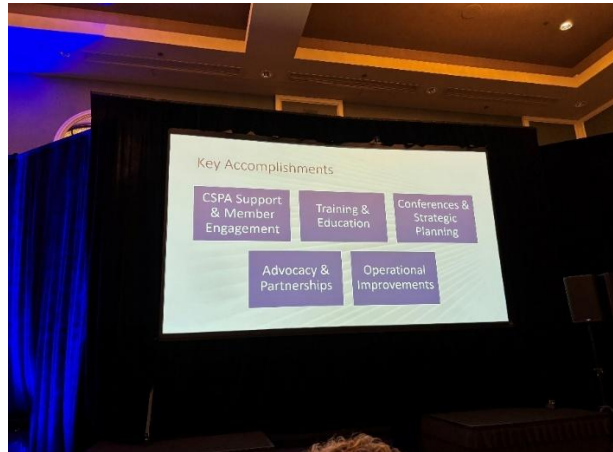 Key Accomplishments
CSPA Support
& Member
Engagement
Training &
Education
Conferences &
Strategic
Planning
Advocacy &
Partnerships
Operational
Improvements